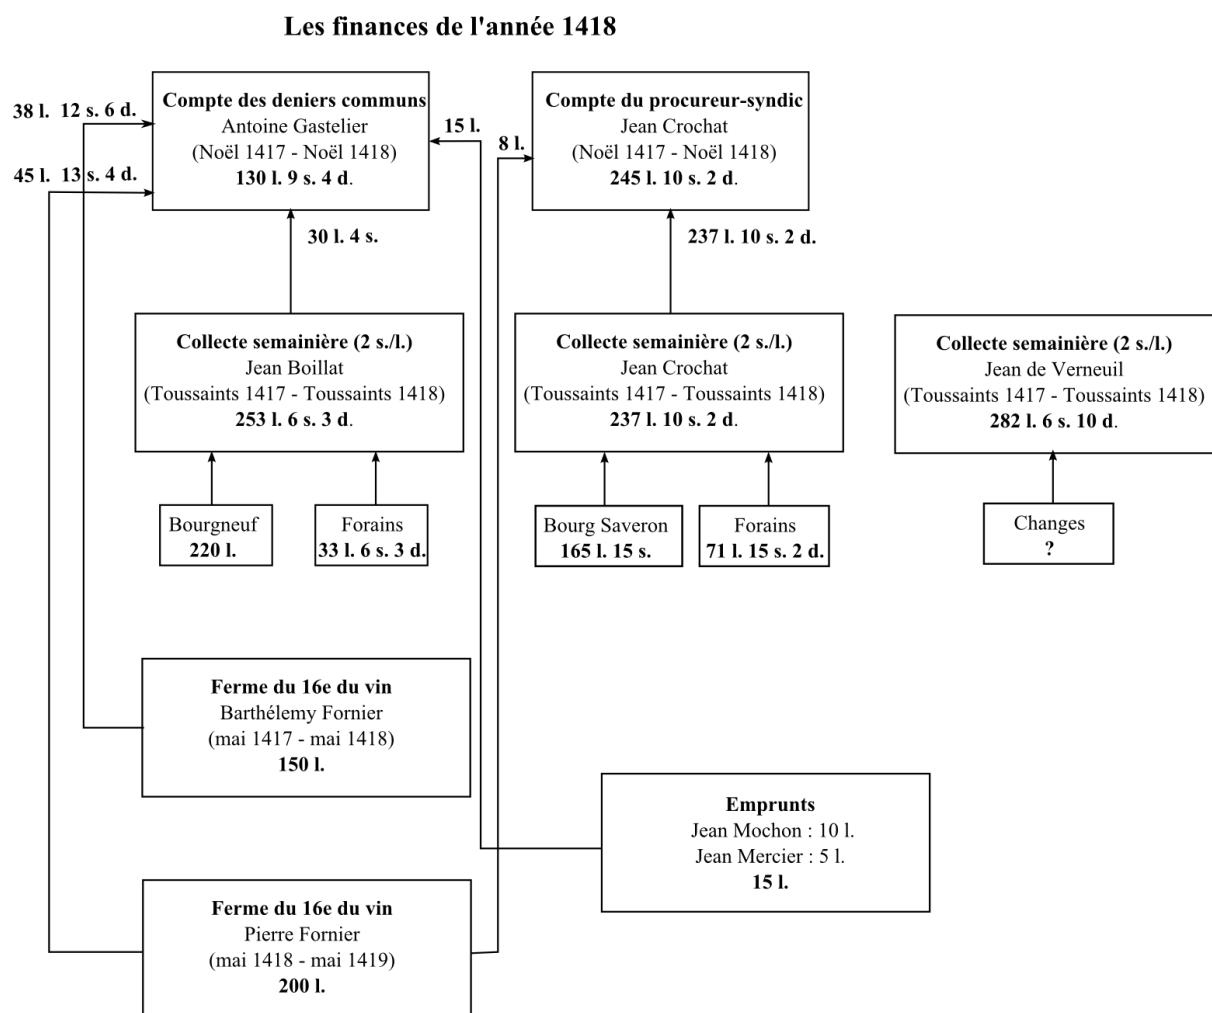 Les finances de l'année 1418
38 l. 12 s. 6 d.
45 l. 13 s. 4 d.
Compte des deniers communs
Antoine Gastelier
(Noël 1417 - Noël 1418)
130 l. 9 s. 4 d.
15 l.
8 l.
Compte du procureur-syndic
Jean Crochat
(Noël 1417 - Noël 1418)
245 l. 10 s. 2 d.
30 l. 4 s.
237 l. 10 s. 2 d.
Collecte semainière (2 s./l.)
Jean Boillat
(Toussaints 1417 - Toussaints 1418)
253 l. 6 s. 3 d.
Collecte semainière (2 s./l.)
Jean Crochat
(Toussaints 1417 - Toussaints 1418)
237 l. 10 s. 2 d.
Collecte semainière (2 s./l.)
Jean de Verneuil
(Toussaints 1417 - Toussaints 1418)
282 l. 6 s. 10 d.
Bourgneuf
220 l.
Forains
33 l. 6 s. 3 d.
Bourg Saveron
165 l. 15 s.
Forains
71 l. 15 s. 2 d.
Changes
?
Ferme du 16e du vin
Barthélemy Fornier
(mai 1417 - mai 1418)
150 l.
Emprunts
Jean Mochon : 10 l.
Jean Mercier : 5 l.
15 l.
Ferme du 16e du vin
Pierre Fornier
(mai 1418 - mai 1419)
200 l.